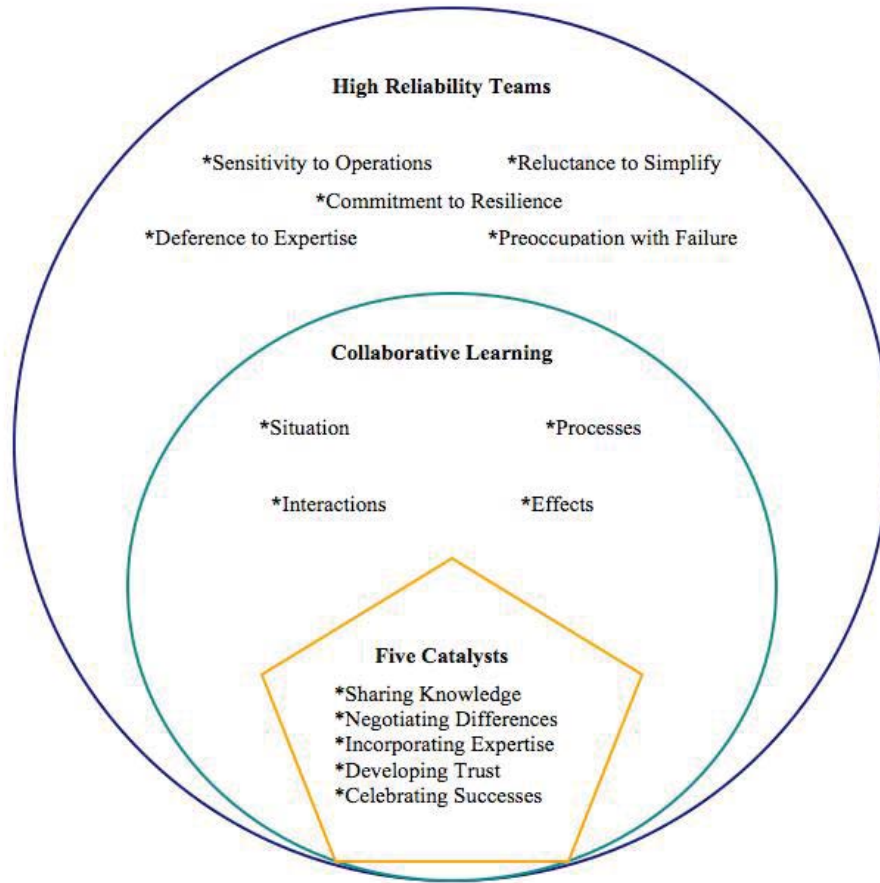 High Reliability Teams
*Sensitivity to Operations *Reluctance to Simplify
*Commitment to Resilience
*Deference to Expertise *Preoccupation with Failure
Collaborative Learning
*Situation *Processes
*Interactions *Effects
Five Catalysts
*Sharing Knowledge
*Negotiating Differences
*Incorporating Expertise
*Developing Trust
*Celebrating Successes